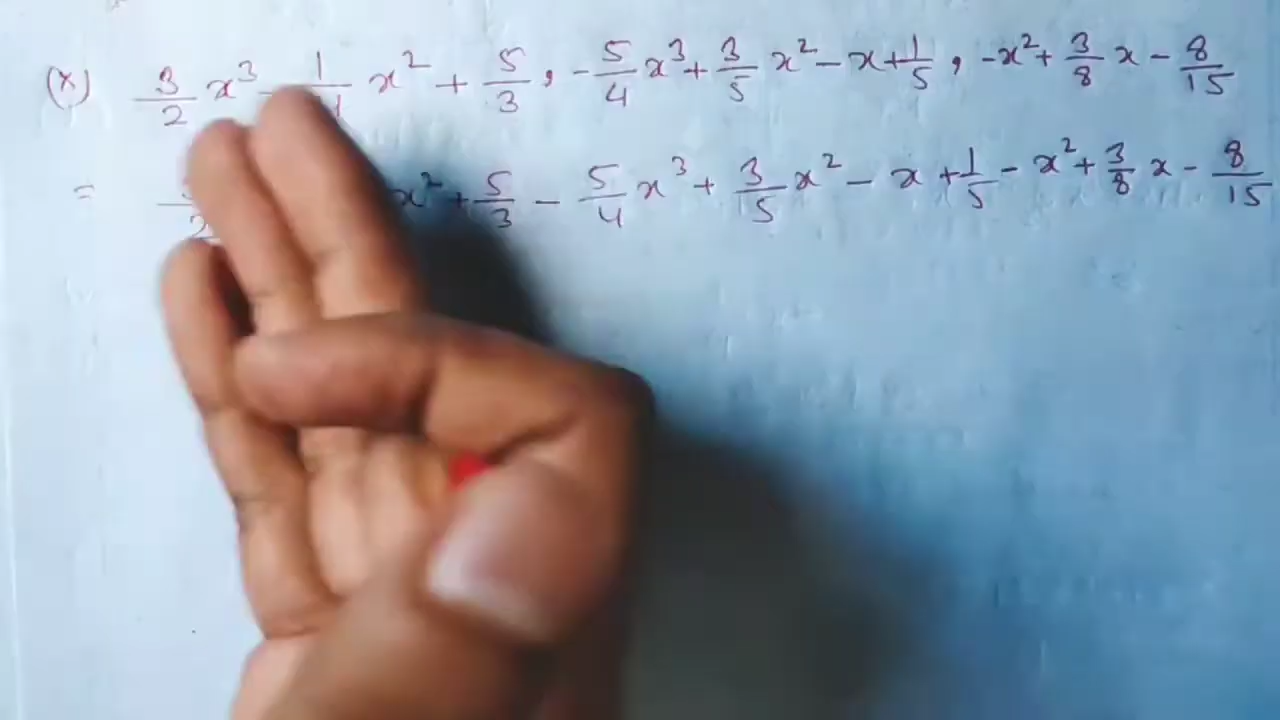 (x) 3/2 x³ - 1/4 x² + 5/3, -5/4 x³ + 3/5 x² - x + 1/5, -x² + 3/8 x - 8/15
= x² + 5/3 - 5/4 x³ + 3/5 x² - x + 1/5 - x² + 3/8 x - 8/15